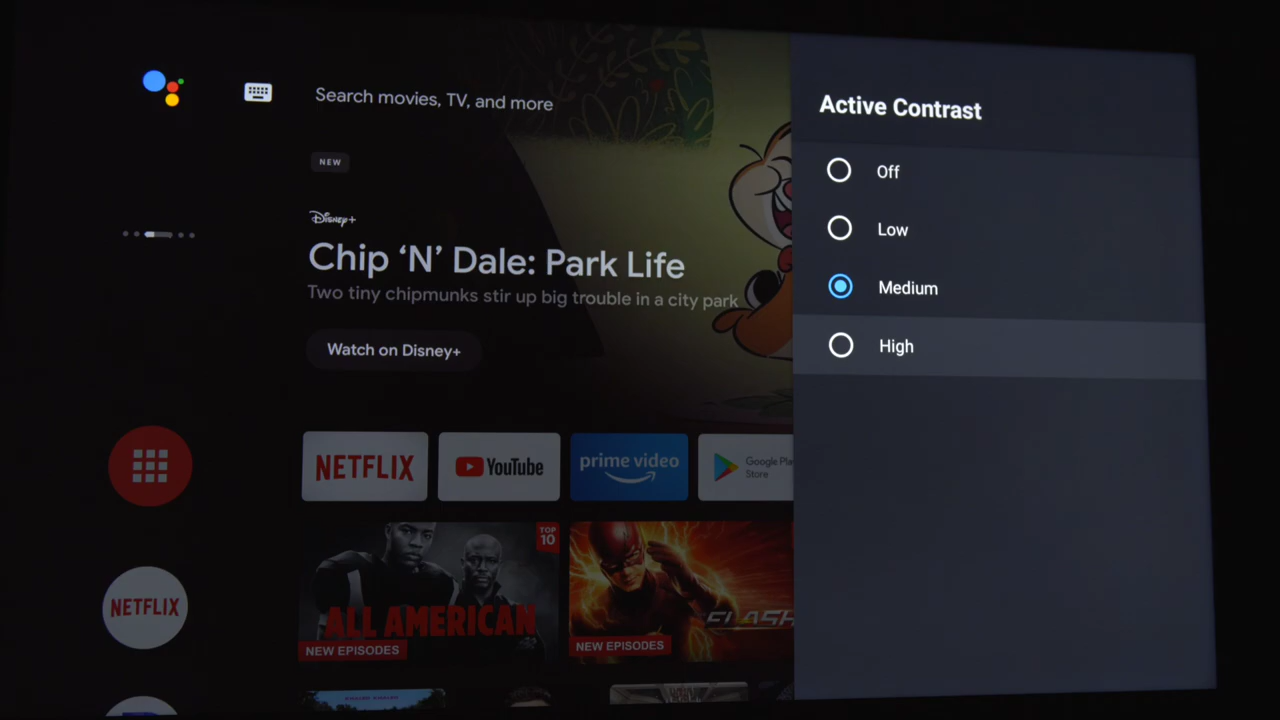 Search movies, TV, and more
NEW
Disney+
Chip ‘N’ Dale: Park Life
Two tiny chipmunks stir up big trouble in a city park
Watch on Disney+
NETFLIX
YouTube
prime video
Google Pla
Store
TOP
10
ALL AMERICAN
NEW EPISODES
FLASH
NEW EPISODES
NETFLIX
Active Contrast
Off
Low
Medium
High